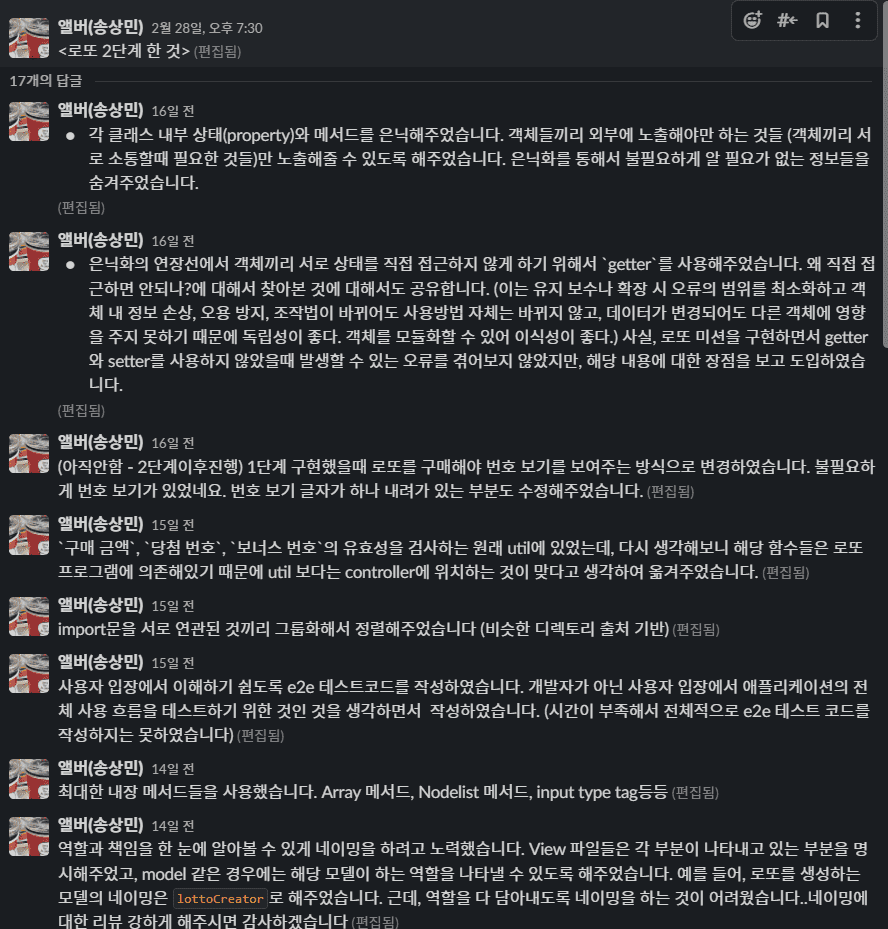 앨버(송상민) 2월 28일, 오후 7:30
<로또 2단계 한 것> (편집됨)
17개의 답글
앨버(송상민) 16일 전
● 각 클래스 내부 상태(property)와 메서드를 은닉해주었습니다. 객체들끼리 외부에 노출해야만 하는 것들 (객체끼리 서
로 소통할때 필요한 것들)만 노출해줄 수 있도록 해주었습니다. 은닉화를 통해서 불필요하게 알 필요가 없는 정보들을
숨겨주었습니다.
(편집됨)
앨버(송상민) 16일 전
● 은닉화의 연장선에서 객체끼리 서로 상태를 직접 접근하지 않게 하기 위해서 `getter`를 사용해주었습니다. 왜 직접 접
근하면 안되나?에 대해서 찾아본 것에 대해서도 공유합니다. (이는 유지 보수나 확장 시 오류의 범위를 최소화하고 객
체 내 정보 손상, 오용 방지, 조작법이 바뀌어도 사용방법 자체는 바뀌지 않고, 데이터가 변경되어도 다른 객체에 영향
을 주지 못하기 때문에 독립성이 좋다. 객체를 모듈화할 수 있어 이식성이 좋다.) 사실, 로또 미션을 구현하면서 getter
와 setter를 사용하지 않았을때 발생할 수 있는 오류를 겪어보지 않았지만, 해당 내용에 대한 장점을 보고 도입하였습
니다.
(편집됨)
앨버(송상민) 16일 전
(아직안함 - 2단계이후진행) 1단계 구현했을때 로또를 구매해야 번호 보기를 보여주는 방식으로 변경하였습니다. 불필요하
게 번호 보기가 있었네요. 번호 보기 글자가 하나 내려가 있는 부분도 수정해주었습니다. (편집됨)
앨버(송상민) 15일 전
`구매 금액`, `당첨 번호`, `보너스 번호`의 유효성을 검사하는 원래 util에 있었는데, 다시 생각해보니 해당 함수들은 로또
프로그램에 의존해있기 때문에 util 보다는 controller에 위치하는 것이 맞다고 생각하여 옮겨주었습니다. (편집됨)
앨버(송상민) 15일 전
import문을 서로 연관된 것끼리 그룹화해서 정렬해주었습니다 (비슷한 디렉토리 출처 기반) (편집됨)
앨버(송상민) 15일 전
사용자 입장에서 이해하기 쉽도록 e2e 테스트코드를 작성하였습니다. 개발자가 아닌 사용자 입장에서 애플리케이션의 전
체 사용 흐름을 테스트하기 위한 것인 것을 생각하면서 작성하였습니다. (시간이 부족해서 전체적으로 e2e 테스트 코드를
작성하지는 못하였습니다) (편집됨)
앨버(송상민) 14일 전
최대한 내장 메서드들을 사용했습니다. Array 메서드, Nodelist 메서드, input type tag등등 (편집됨)
앨버(송상민) 14일 전
역할과 책임을 한 눈에 알아볼 수 있게 네이밍을 하려고 노력했습니다. View 파일들은 각 부분이 나타내고 있는 부분을 명
시해주었고, model 같은 경우에는 해당 모델이 하는 역할을 나타낼 수 있도록 해주었습니다. 예를 들어, 로또를 생성하는
모델의 네이밍은 lottoCreator 로 해주었습니다. 근데, 역할을 다 담아내도록 네이밍을 하는 것이 어려웠습니다..네이밍에
대한 리뷰 강하게 해주시면 감사하겠습니다 (편집됨)